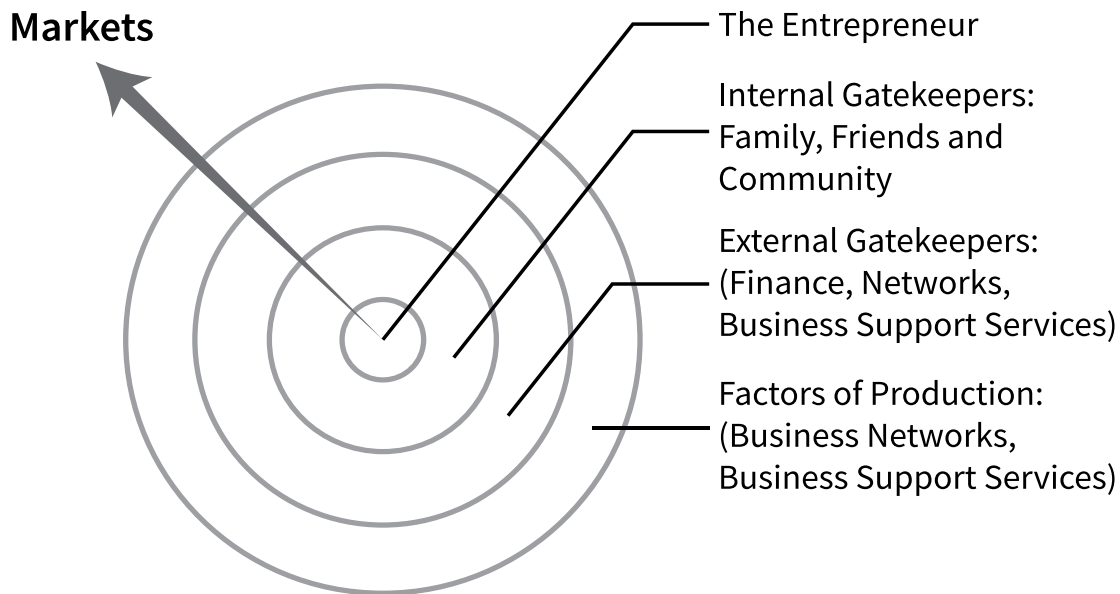 Markets
The Entrepreneur
Internal Gatekeepers:
Family, Friends and
Community
External Gatekeepers:
(Finance, Networks,
Business Support Services)
Factors of Production:
(Business Networks,
Business Support Services)